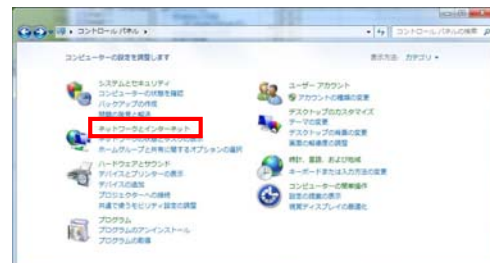 コントロール パネル
コントロール パネルの検索
コンピューターの設定を調整します
表示方法: カテゴリ
システムとセキュリティ
コンピューターの状態を確認
バックアップの作成
問題の発見と解決
ネットワークとインターネット
ネットワークの状態とタスクの表示
ホームグループと共有に関するオプションの選択
ハードウェアとサウンド
デバイスとプリンターの表示
デバイスの追加
プロジェクターへの接続
共通で使うモビリティ設定の調整
プログラム
プログラムのアンインストール
プログラムの取得
ユーザー アカウント
アカウントの種類の変更
デスクトップのカスタマイズ
テーマの変更
デスクトップの背景の変更
画面の解像度の調整
時計、言語、および地域
キーボードまたは入力方法の変更
コンピューターの簡単操作
設定の提案の表示
視覚ディスプレイの最適化